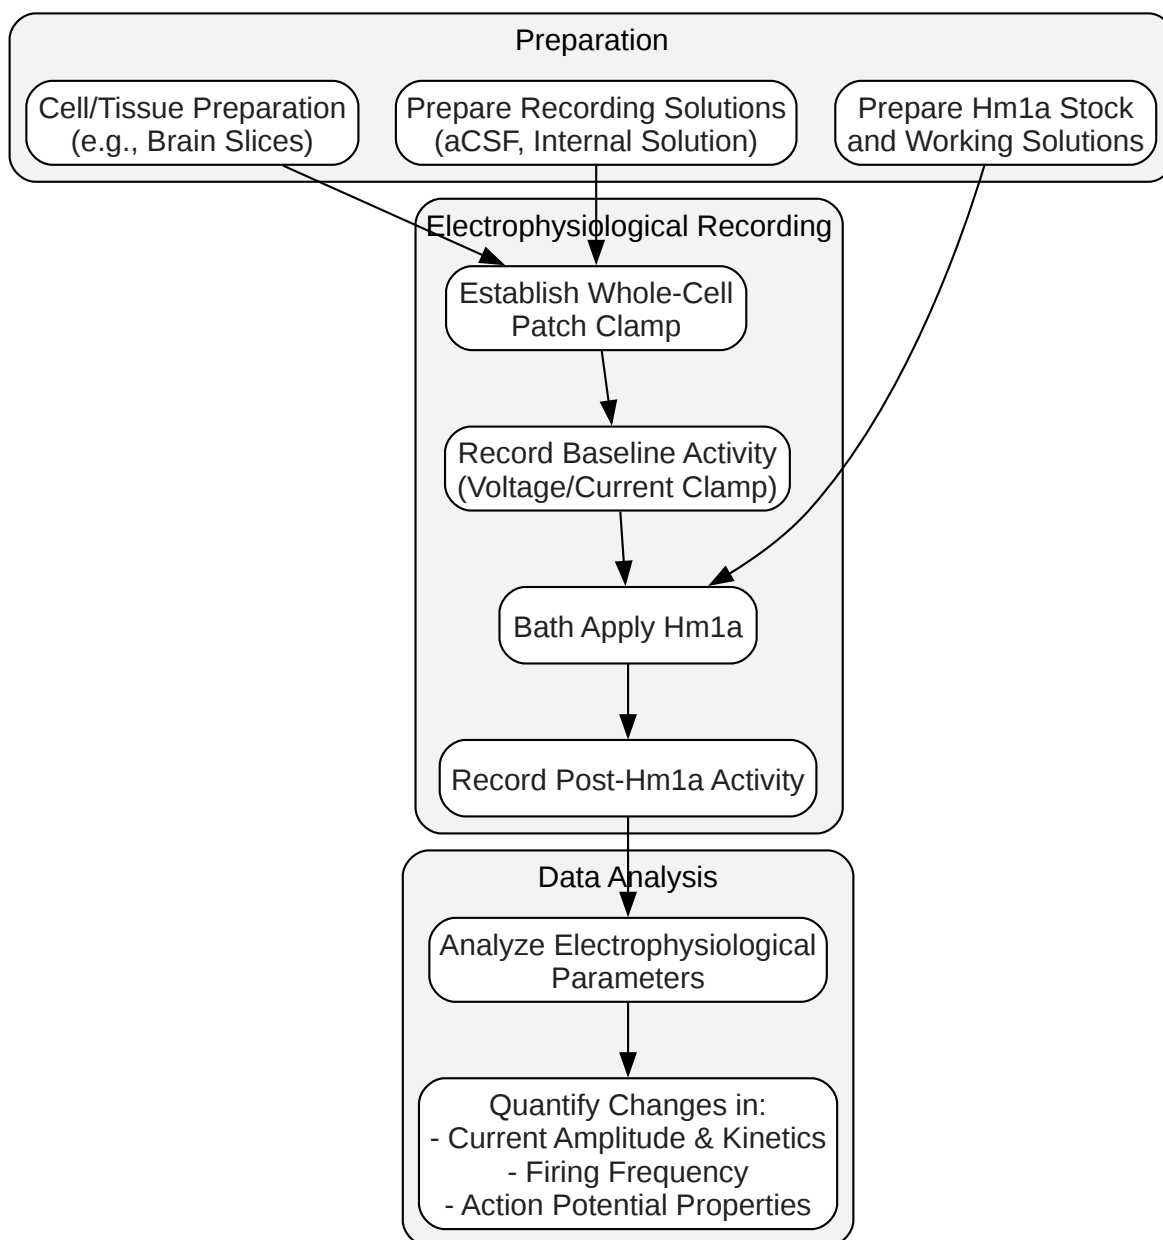 Preparation
Cell/Tissue Preparation
(e.g., Brain Slices)
Prepare Recording Solutions
(aCSF, Internal Solution)
Prepare Hm1a Stock
and Working Solutions
Electrophysiological Recording
Establish Whole-Cell
Patch Clamp
Record Baseline Activity
(Voltage/Current Clamp)
Bath Apply Hm1a
Record Post-Hm1a Activity
Data Analysis
Analyze Electrophysiological
Parameters
Quantify Changes in:
- Current Amplitude & Kinetics
- Firing Frequency
- Action Potential Properties